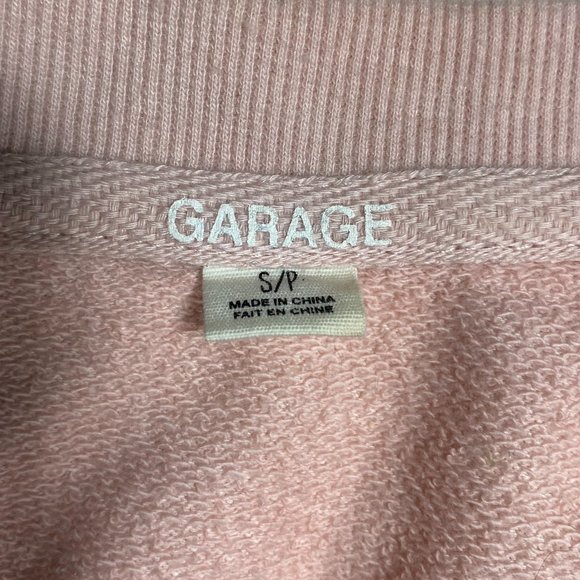 GARAGE
S/P
MADE IN CHINA
FAIT EN CHINE